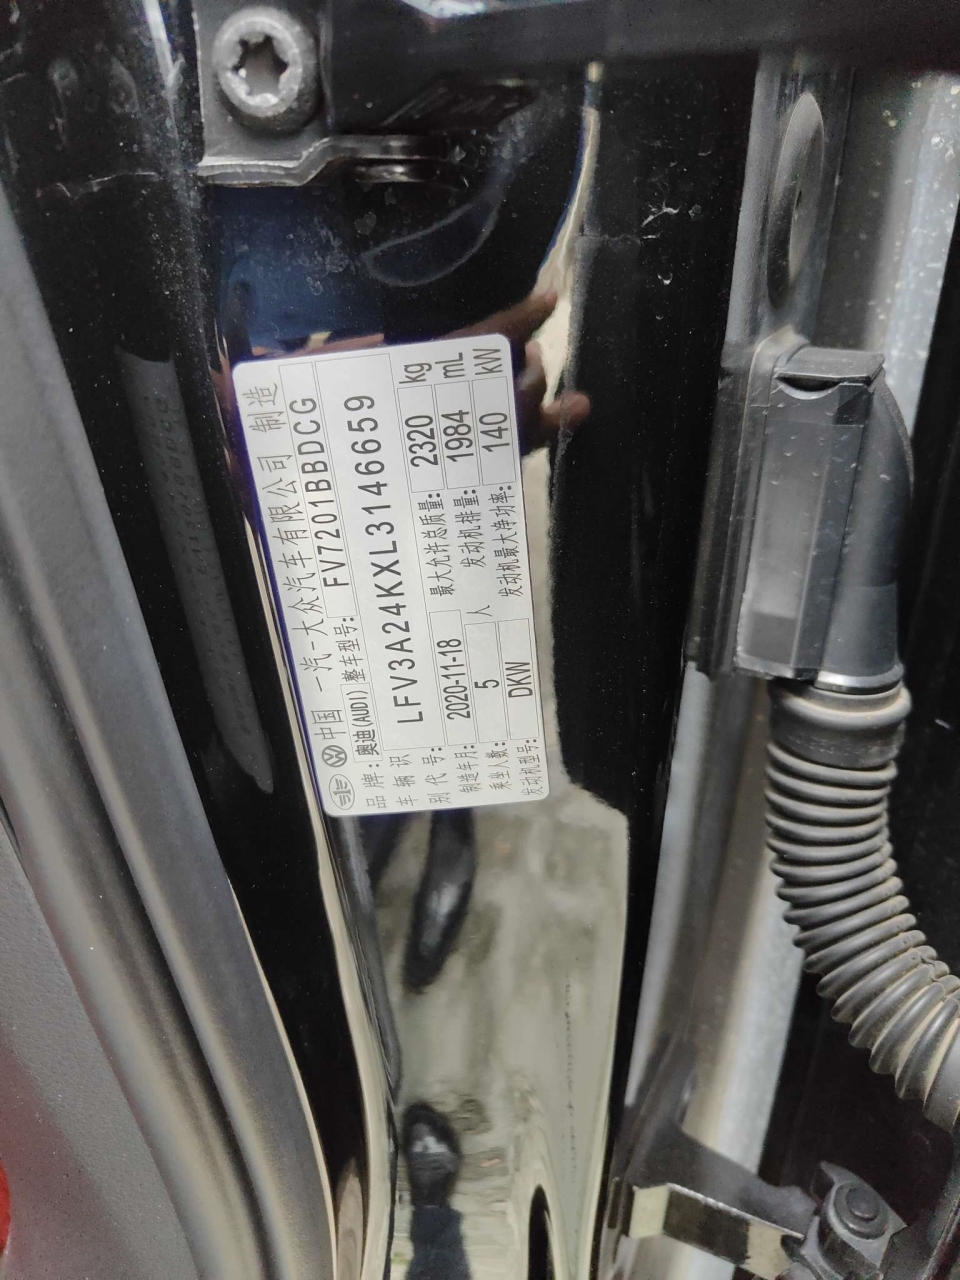 中国 一汽-大众汽车有限公司 制造
品牌: 奥迪(AUDI) 整车型号: FV7201BBDCG
车辆识别代号: LFV3A24KXL3146659
制造年月: 2020-11-18 最大允许总质量: 2320 kg
乘坐人数: 5 人 发动机排量: 1984 mL
发动机型号: DKW 发动机最大净功率: 140 kW